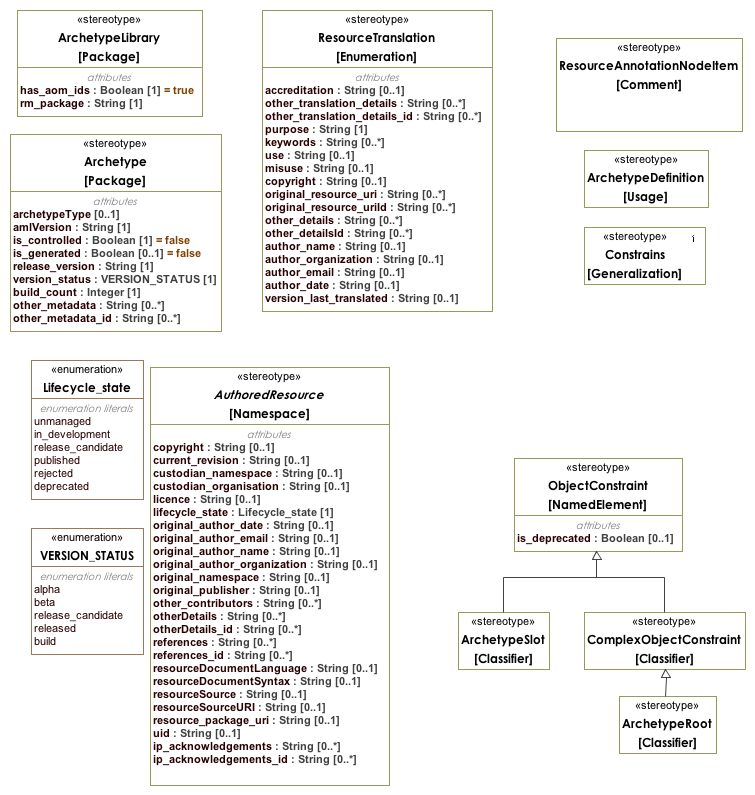 «stereotype»
ArchetypeLibrary
[Package]
attributes
has_aom_ids : Boolean [1] = true
rm_package : String [1]
«stereotype»
Archetype
[Package]
attributes
archetypeType [0..1]
amlVersion : String [1]
is_controlled : Boolean [1] = false
is_generated : Boolean [0..1] = false
release_version : String [1]
version_status : VERSION_STATUS [1]
build_count : Integer [1]
other_metadata : String [0..*]
other_metadata_id : String [0..*]
«stereotype»
ResourceTranslation
[Enumeration]
attributes
accreditation : String [0..1]
other_translation_details : String [0..*]
other_translation_details_id : String [0..*]
purpose : String [1]
keywords : String [0..*]
use : String [0..1]
misuse : String [0..1]
copyright : String [0..1]
original_resource_uri : String [0..*]
original_resource_uriId : String [0..*]
other_details : String [0..*]
other_detailsId : String [0..*]
author_name : String [0..1]
author_organization : String [0..1]
author_email : String [0..1]
author_date : String [0..1]
version_last_translated : String [0..1]
«stereotype»
ResourceAnnotationNodeItem
[Comment]
«stereotype»
ArchetypeDefinition
[Usage]
«stereotype» i
Constrains
[Generalization]
«enumeration»
Lifecycle_state
enumeration literals
unmanaged
in_development
release_candidate
published
rejected
deprecated
«enumeration»
VERSION_STATUS
enumeration literals
alpha
beta
release_candidate
released
build
«stereotype»
AuthoredResource
[Namespace]
attributes
copyright : String [0..1]
current_revision : String [0..1]
custodian_namespace : String [0..1]
custodian_organisation : String [0..1]
licence : String [0..1]
lifecycle_state : Lifecycle_state [1]
original_author_date : String [0..1]
original_author_email : String [0..1]
original_author_name : String [0..1]
original_author_organization : String [0..1]
original_namespace : String [0..1]
original_publisher : String [0..1]
other_contributors : String [0..*]
otherDetails : String [0..*]
otherDetails_id : String [0..*]
references : String [0..*]
references_id : String [0..*]
resourceDocumentLanguage : String [0..1]
resourceDocumentSyntax : String [0..1]
resourceSource : String [0..1]
resourceSourceURI : String [0..1]
resource_package_uri : String [0..1]
uid : String [0..1]
ip_acknowledgements : String [0..*]
ip_acknowledgements_id : String [0..*]
«stereotype»
ObjectConstraint
[NamedElement]
attributes
is_deprecated : Boolean [0..1]
«stereotype»
ArchetypeSlot
[Classifier]
«stereotype»
ComplexObjectConstraint
[Classifier]
«stereotype»
ArchetypeRoot
[Classifier]